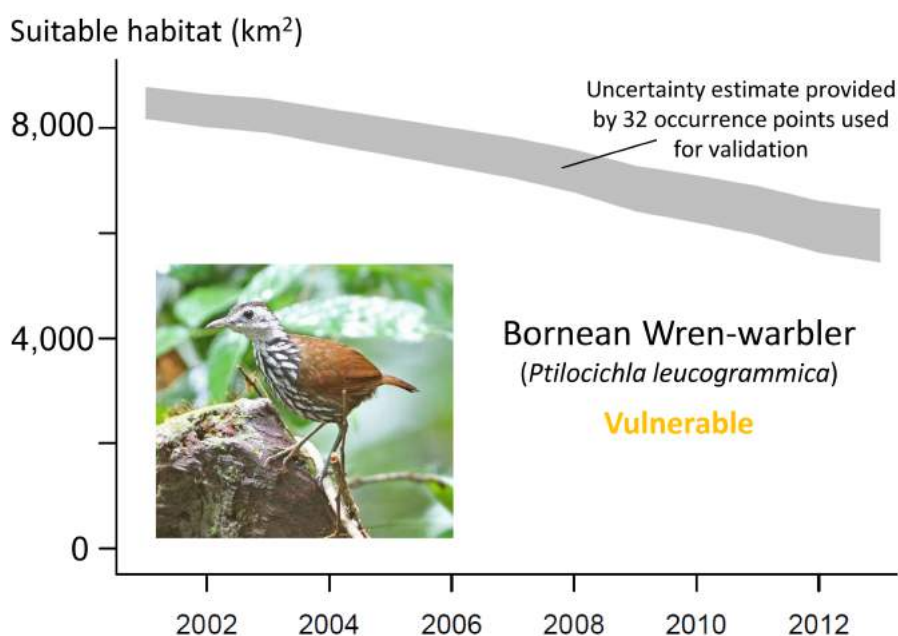 Suitable habitat (km²)
8,000
4,000
0
Uncertainty estimate provided
by 32 occurrence points used
for validation
Bornean Wren-warbler
(Ptilocichla leucogrammica)
Vulnerable
2002 2004 2006 2008 2010 2012